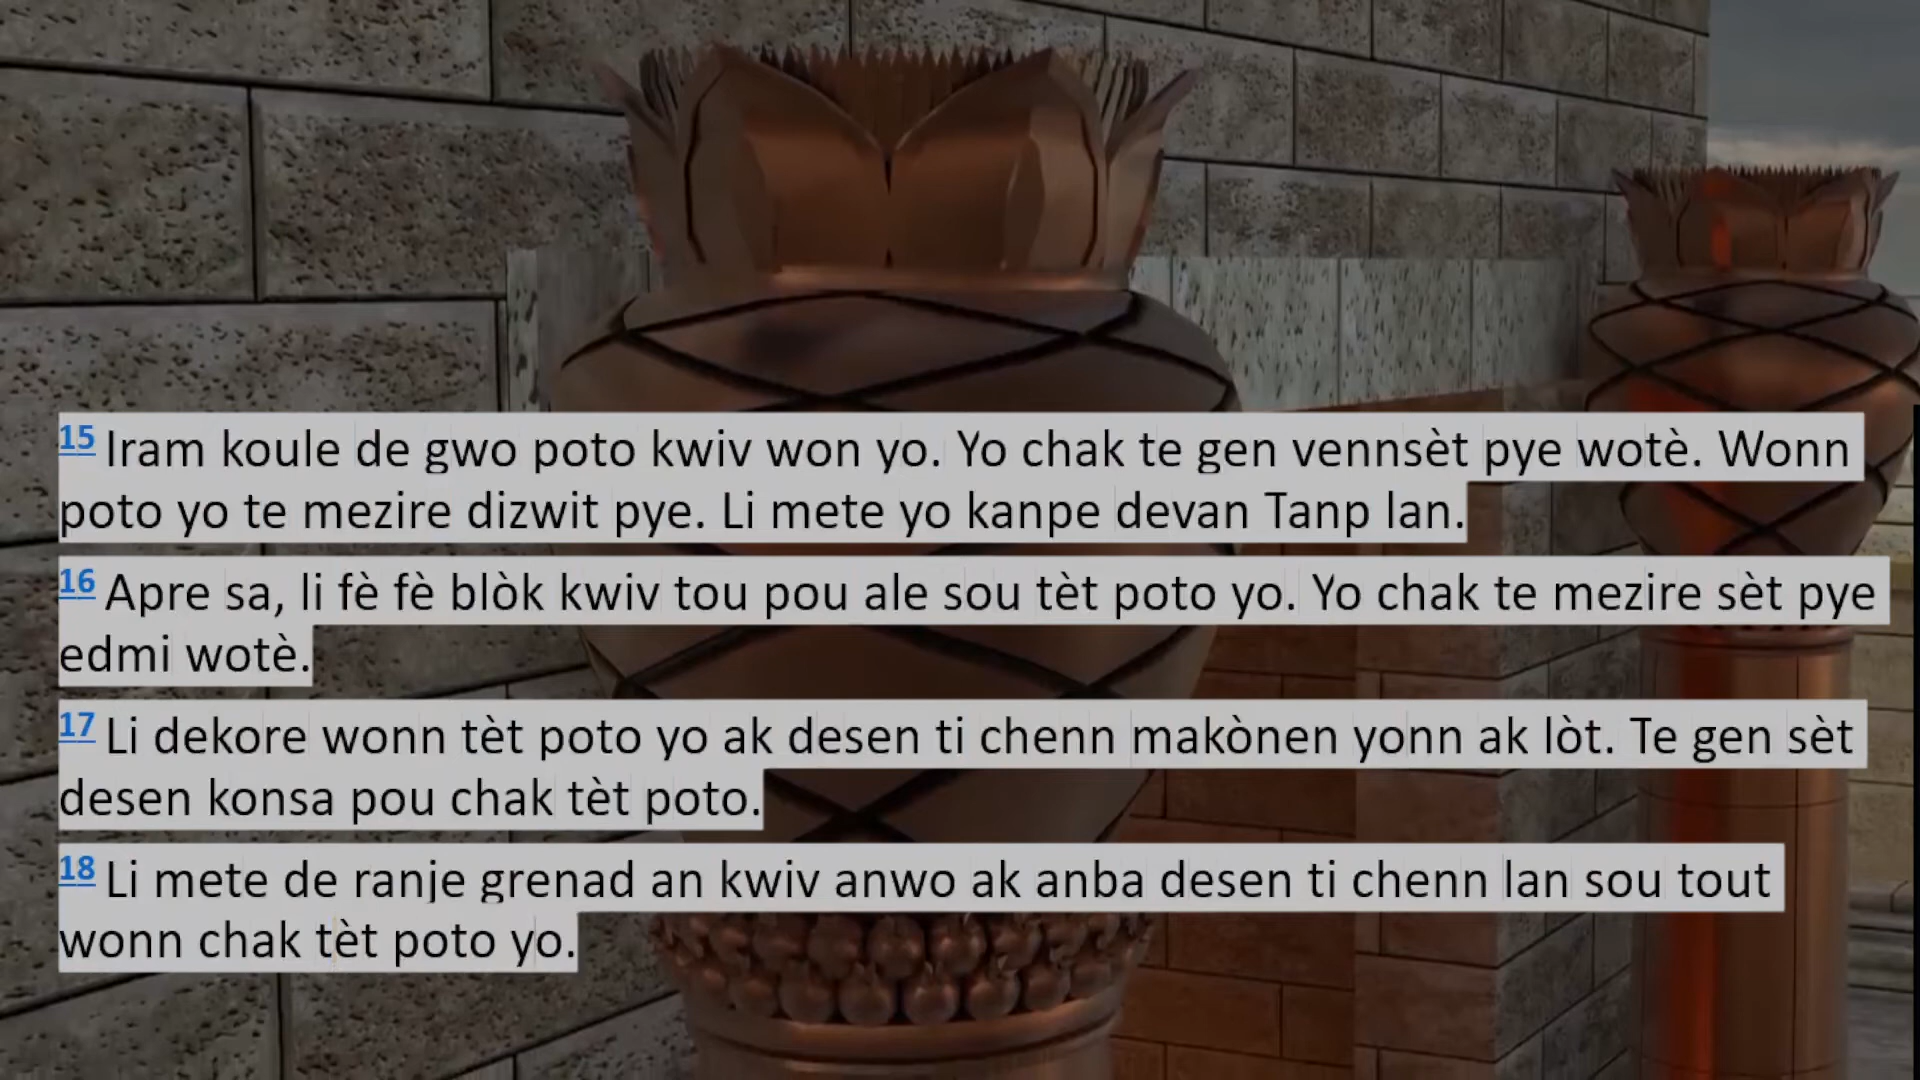 15 Iram koule de gwo poto kwiv won yo. Yo chak te gen vennsèt pye wotè. Wonn
poto yo te mezire dizwit pye. Li mete yo kanpe devan Tanp lan.
16 Apre sa, li fè fè blòk kwiv tou pou ale sou tèt poto yo. Yo chak te mezire sèt pye
edmi wotè.
17 Li dekore wonn tèt poto yo ak desen ti chenn makònen yonn ak lòt. Te gen sèt
desen konsa pou chak tèt poto.
18 Li mete de ranje grenad an kwiv anwo ak anba desen ti chenn lan sou tout
wonn chak tèt poto yo.